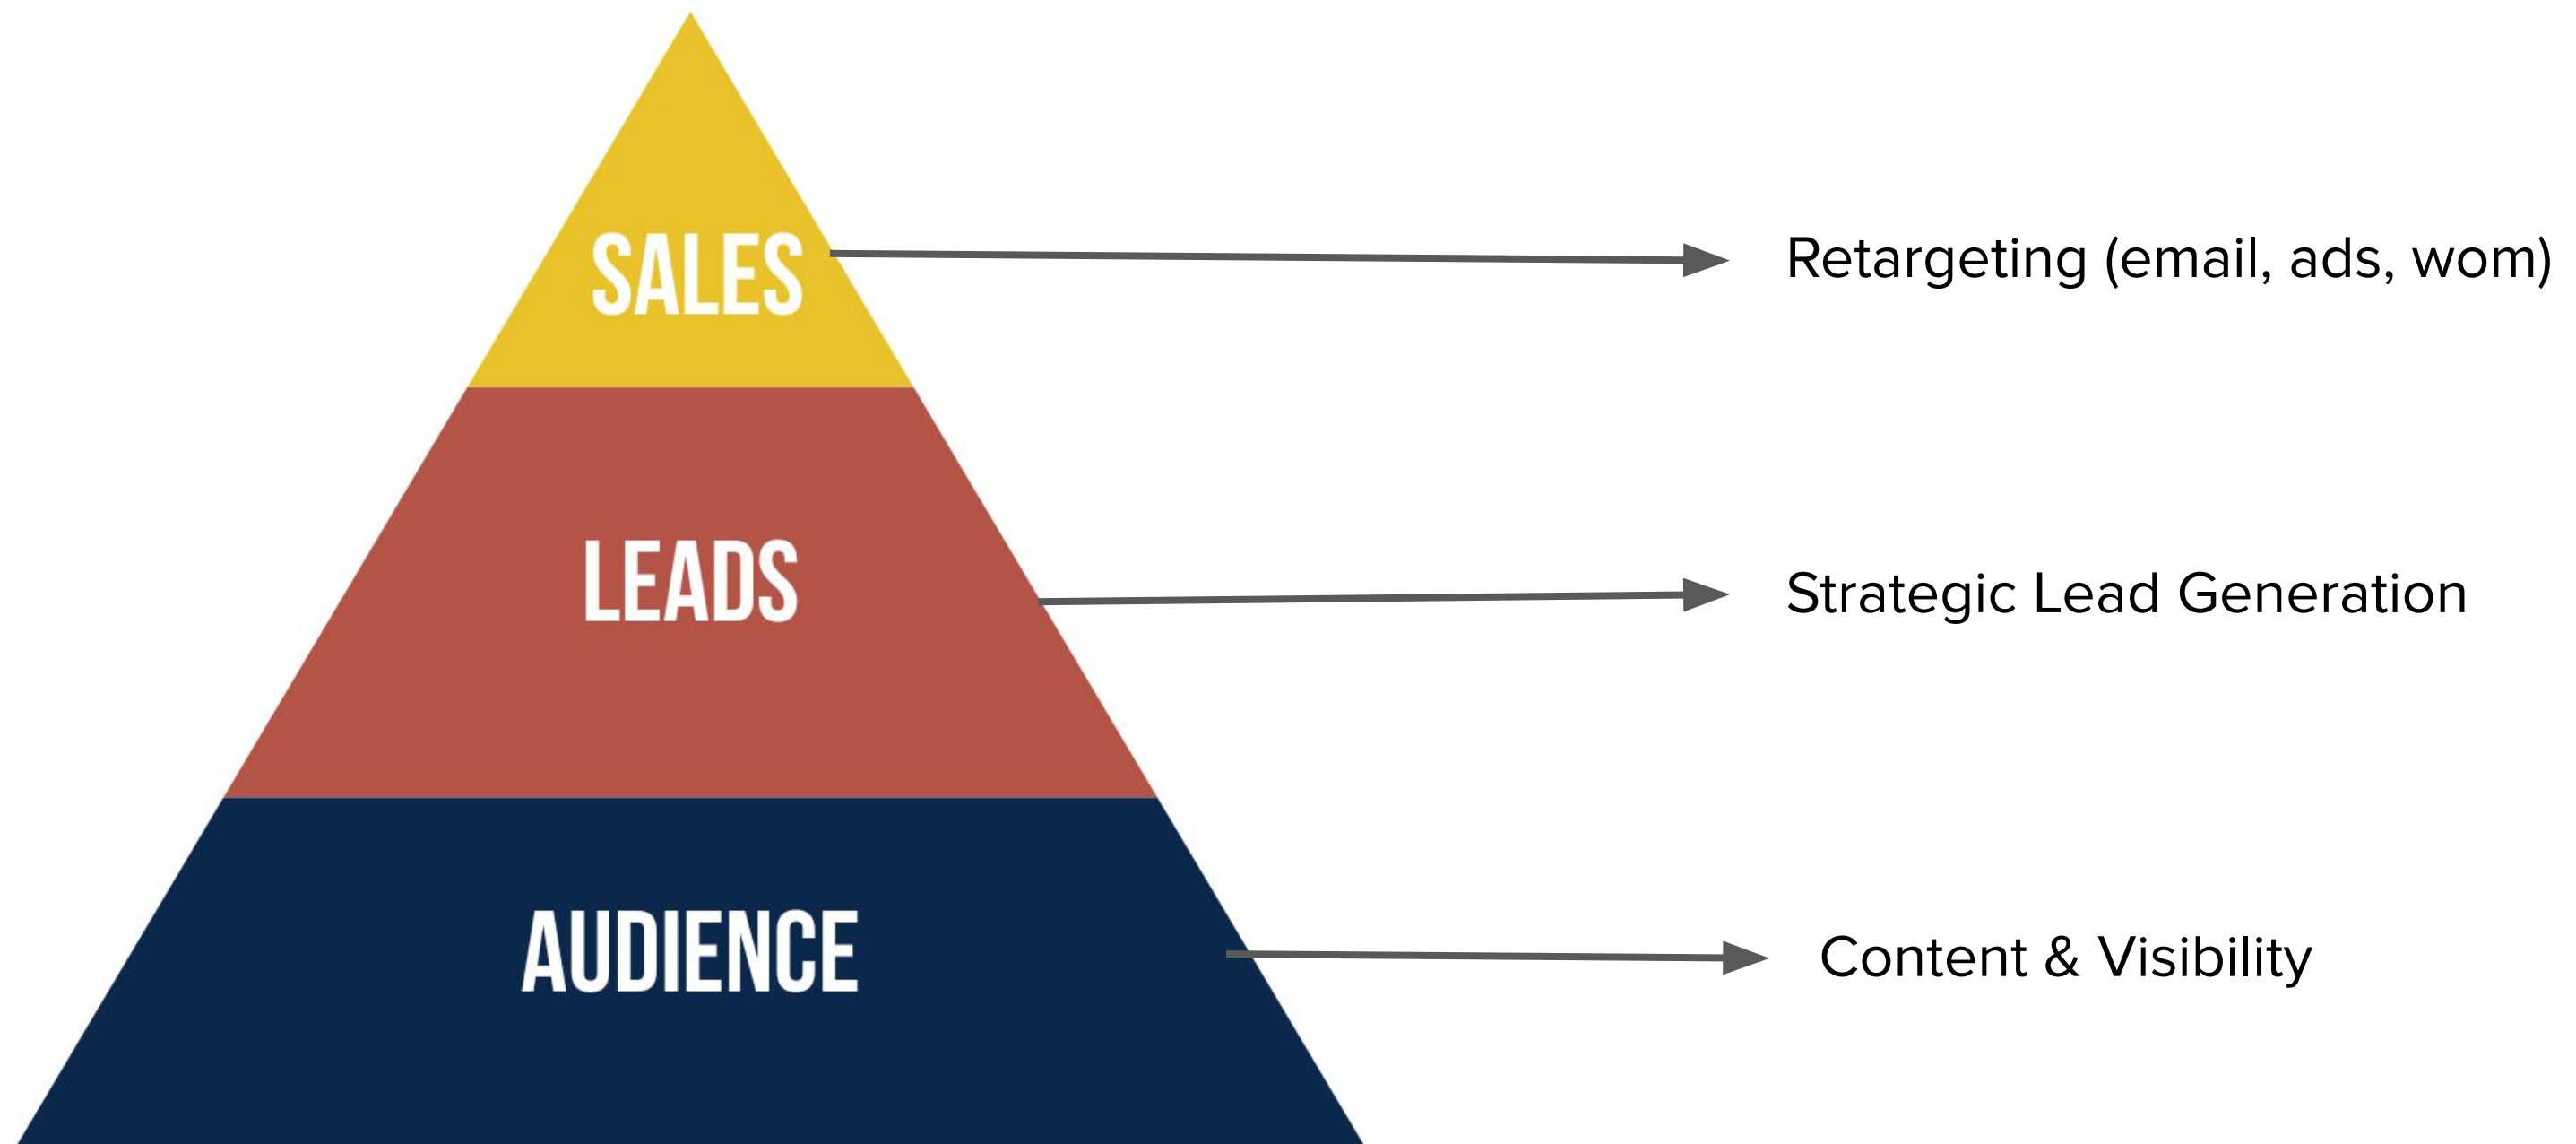 SALES
Retargeting (email, ads, wom)
LEADS
Strategic Lead Generation
AUDIENCE
Content & Visibility